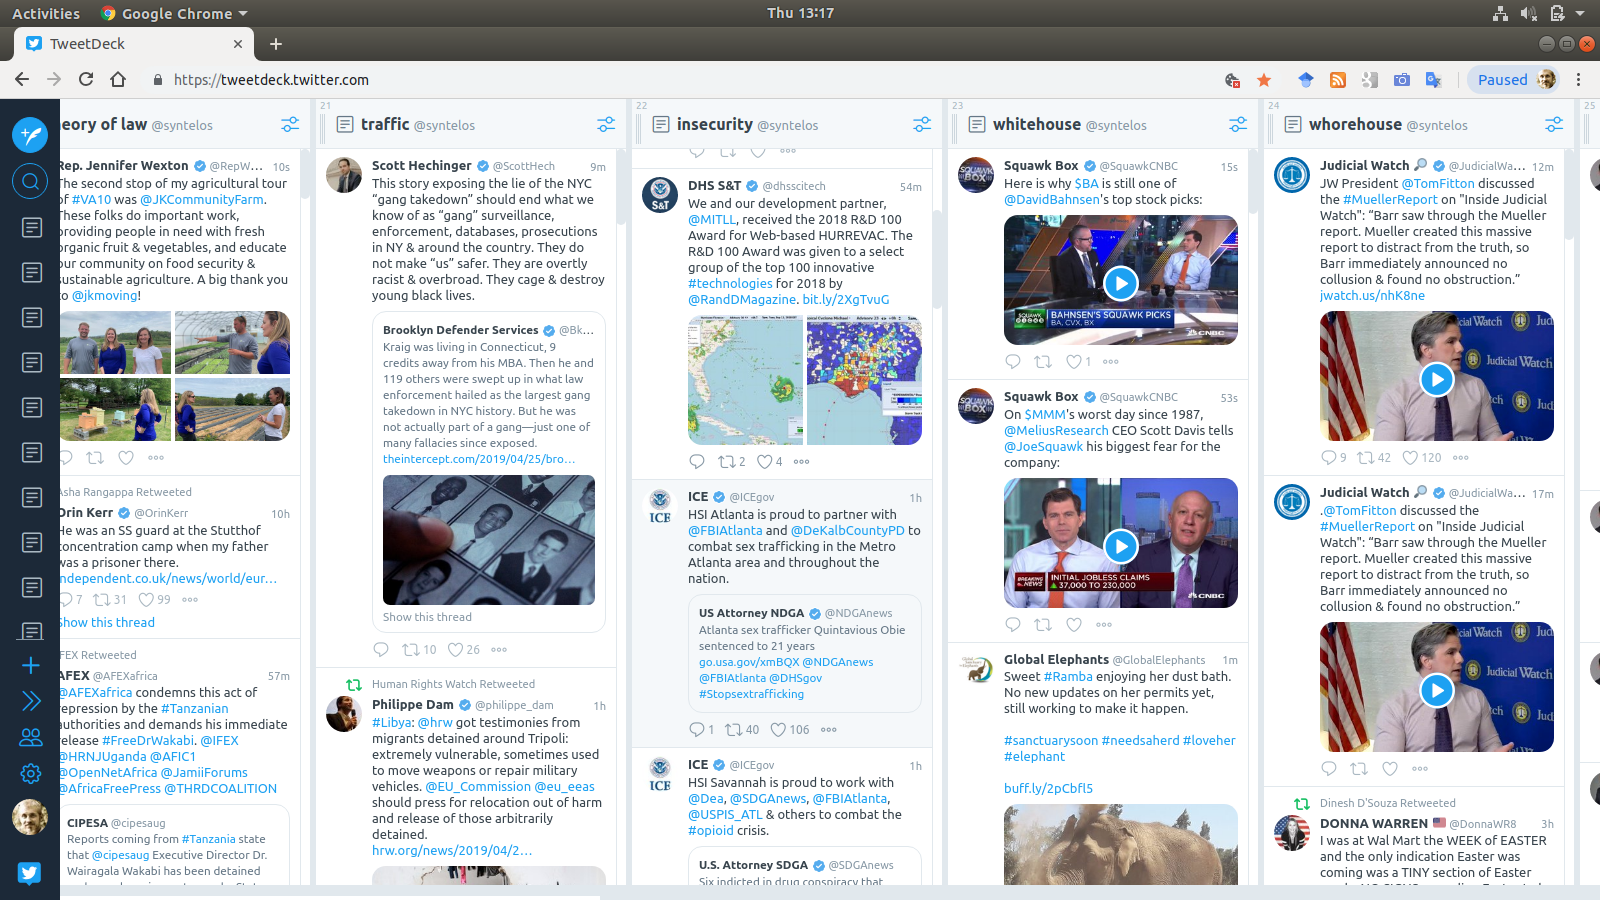 Activities
Google Chrome
Thu 13:17
TweetDeck
https://tweetdeck.twitter.com
Paused
eory of law @syntelos
Rep. Jennifer Wexton @RepW... 10s
The second stop of my agricultural tour
of #VA10 was @JKCommunityFarm.
These folks do important work,
providing people in need with fresh
organic fruit & vegetables, and educate
our community on food security &
sustainable agriculture. A big thank you
to @jkmoving!
Asha Rangappa Retweeted
Orin Kerr @OrinKerr 10h
He was an SS guard at the Stutthof
concentration camp when my father
was a prisoner there.
independent.co.uk/news/world/eur...
7 31 99
Show this thread
IFEX Retweeted
AFEX @AFEXafrica 57m
@AFEXafrica condemns this act of
repression by the #Tanzanian
authorities and demands his immediate
release #FreeDrWakabi. @IFEX
@HRNJUganda @AFIC1
@OpenNetAfrica @JamiiForums
@AfricaFreePress @THRDCOALITION
CIPESA @cipesaug
Reports coming from #Tanzania state
that @cipesaug Executive Director Dr.
Wairagala Wakabi has been detained
21
traffic @syntelos
Scott Hechinger @ScottHech 9m
This story exposing the lie of the NYC
“gang takedown” should end what we
know of as “gang” surveillance,
enforcement, databases, prosecutions
in NY & around the country. They do
not make “us” safer. They are overtly
racist & overbroad. They cage & destroy
young black lives.
Brooklyn Defender Services @Bk...
Kraig was living in Connecticut, 9
credits away from his MBA. Then he and
119 others were swept up in what law
enforcement hailed as the largest gang
takedown in NYC history. But he was
not actually part of a gang—just one of
many fallacies since exposed.
theintercept.com/2019/04/25/bro...
Show this thread
10 26
Human Rights Watch Retweeted
Philippe Dam @philippe_dam 1h
#Libya: @hrw got testimonies from
migrants detained around Tripoli:
extremely vulnerable, sometimes used
to move weapons or repair military
vehicles. @EU_Commission @eu_eeas
should press for relocation out of harm
and release of those arbitrarily
detained.
hrw.org/news/2019/04/2...
22
insecurity @syntelos
DHS S&T @dhsscitech 54m
We and our development partner,
@MITLL, received the 2018 R&D 100
Award for Web-based HURREVAC. The
R&D 100 Award was given to a select
group of the top 100 innovative
#technologies for 2018 by
@RandDMagazine. bit.ly/2XgTvuG
2 4
ICE @ICEgov 1h
HSI Atlanta is proud to partner with
@FBIAtlanta and @DeKalbCountyPD to
combat sex trafficking in the Metro
Atlanta area and throughout the
nation.
US Attorney NDGA @NDGAnews
Atlanta sex trafficker Quintavious Obie
sentenced to 21 years
go.usa.gov/xmBQX @NDGAnews
@FBIAtlanta @DHSgov
#Stopsextrafficking
1 40 106
ICE @ICEgov 1h
HSI Savannah is proud to work with
@Dea, @SDGAnews, @FBIAtlanta,
@USPIS_ATL & others to combat the
#opioid crisis.
U.S. Attorney SDGA @SDGAnews
Six indicted in drug conspiracy that
23
whitehouse @syntelos
Squawk Box @SquawkCNBC 15s
Here is why $BA is still one of
@DavidBahnsen's top stock picks:
SQUAWK PICKS
BAHNSEN'S SQUAWK PICKS
BA, CVX, BX
CNBC
1
Squawk Box @SquawkCNBC 53s
On $MMM's worst day since 1987,
@MeliusResearch CEO Scott Davis tells
@JoeSquawk his biggest fear for the
company:
BREAKING NEWS
INITIAL JOBLESS CLAIMS
37,000 TO 230,000
CNBC
Global Elephants @GlobalElephants 1m
Sweet #Ramba enjoying her dust bath.
No new updates on her permits yet,
still working to make it happen.
#sanctuarysoon #needsaherd #loveher
#elephant
buff.ly/2pCbfl5
24
whorehouse @syntelos
Judicial Watch @JudicialWa... 12m
JW President @TomFitton discussed
the #MuellerReport on "Inside Judicial
Watch": “Barr saw through the Mueller
report. Mueller created this massive
report to distract from the truth, so
Barr immediately announced no
collusion & found no obstruction.”
jwatch.us/nhK8ne
9 42 120
Judicial Watch @JudicialWa... 17m
.@TomFitton discussed the
#MuellerReport on "Inside Judicial
Watch": “Barr saw through the Mueller
report. Mueller created this massive
report to distract from the truth, so
Barr immediately announced no
collusion & found no obstruction.”
Dinesh D'Souza Retweeted
DONNA WARREN @DonnaWR8 3h
I was at Wal Mart the WEEK of EASTER
and the only indication Easter was
coming was a TINY section of Easter
25